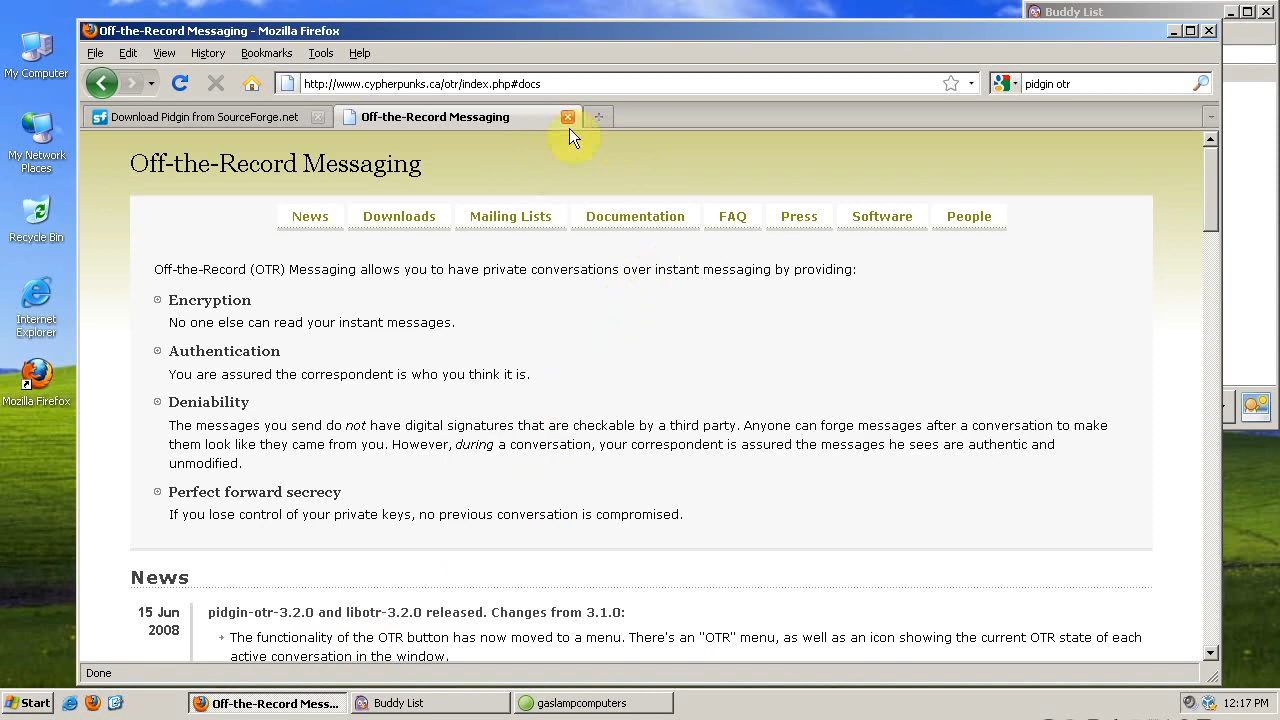 Buddy List
Off-the-Record Messaging - Mozilla Firefox
File Edit View History Bookmarks Tools Help
http://www.cypherpunks.ca/otr/index.php#docs
pidgin otr
Download Pidgin from SourceForge.net
Off-the-Record Messaging
My Computer
My Network
Places
Recycle Bin
Internet
Explorer
Mozilla Firefox
Off-the-Record Messaging
News Downloads Mailing Lists Documentation FAQ Press Software People
Off-the-Record (OTR) Messaging allows you to have private conversations over instant messaging by providing:
Encryption
No one else can read your instant messages.
Authentication
You are assured the correspondent is who you think it is.
Deniability
The messages you send do not have digital signatures that are checkable by a third party. Anyone can forge messages after a conversation to make
them look like they came from you. However, during a conversation, your correspondent is assured the messages he sees are authentic and
unmodified.
Perfect forward secrecy
If you lose control of your private keys, no previous conversation is compromised.
News
15 Jun
2008
pidgin-otr-3.2.0 and libotr-3.2.0 released. Changes from 3.1.0:
The functionality of the OTR button has now moved to a menu. There's an "OTR" menu, as well as an icon showing the current OTR state of each
active conversation in the window.
Done
Start
Off-the-Record Mess...
Buddy List
gaslampcomputers
12:17 PM